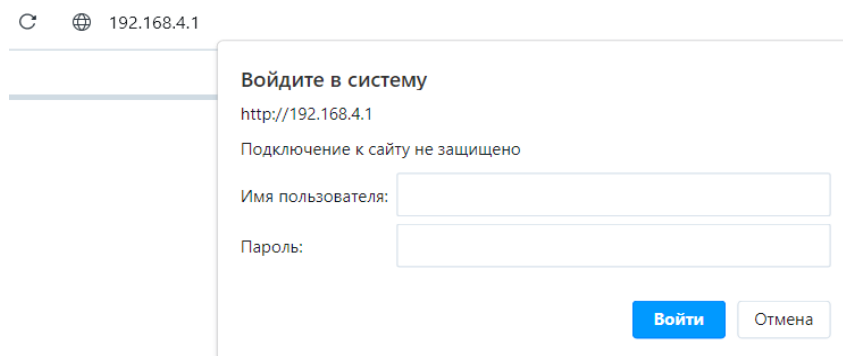 192.168.4.1
Войдите в систему
http://192.168.4.1
Подключение к сайту не защищено
Имя пользователя:
Пароль:
Войти Отмена